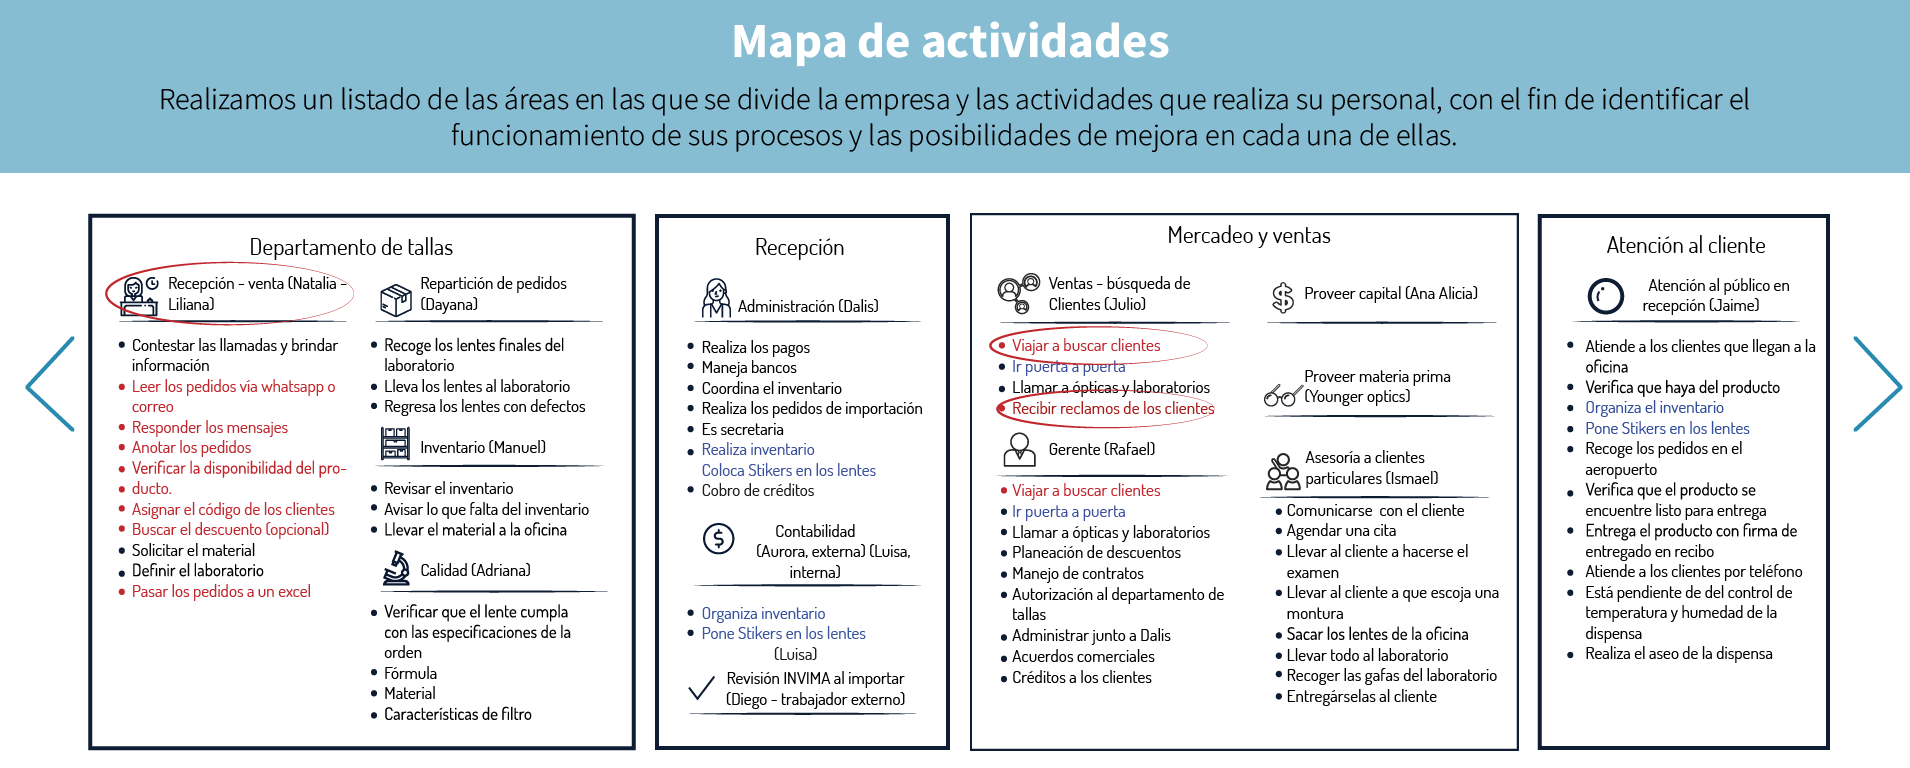 Mapa de actividades
Realizamos un listado de las áreas en las que se divide la empresa y las actividades que realiza su personal, con el fin de identificar el
funcionamiento de sus procesos y las posibilidades de mejora en cada una de ellas.
Departamento de tallas
Recepción - venta (Natalia -
Liliana)
Contestar las llamadas y brindar
información
Leer los pedidos vía whatsapp o
correo
Responder los mensajes
Anotar los pedidos
Verificar la disponibilidad del pro-
ducto.
Asignar el código de los clientes
Buscar el descuento (opcional)
Solicitar el material
Definir el laboratorio
Pasar los pedidos a un excel
Repartición de pedidos
(Dayana)
Recoge los lentes finales del
laboratorio
Lleva los lentes al laboratorio
Regresa los lentes con defectos
Inventario (Manuel)
Revisar el inventario
Avisar lo que falta del inventario
Llevar el material a la oficina
Calidad (Adriana)
Verificar que el lente cumpla
con las especificaciones de la
orden
Fórmula
Material
Características de filtro
Recepción
Administración (Dalis)
Realiza los pagos
Maneja bancos
Coordina el inventario
Realiza los pedidos de importación
Es secretaria
Realiza inventario
Coloca Stikers en los lentes
Cobro de créditos
Contabilidad
(Aurora, externa) (Luisa,
interna)
Organiza inventario
Pone Stikers en los lentes
(Luisa)
Revisión INVIMA al importar
(Diego - trabajador externo)
Mercadeo y ventas
Ventas - búsqueda de
Clientes (Julio)
Viajar a buscar clientes
Ir puerta a puerta
Llamar a ópticas y laboratorios
Recibir reclamos de los clientes
Gerente (Rafael)
Viajar a buscar clientes
Ir puerta a puerta
Llamar a ópticas y laboratorios
Planeación de descuentos
Manejo de contratos
Autorización al departamento de
tallas
Administrar junto a Dalis
Acuerdos comerciales
Créditos a los clientes
Proveer capital (Ana Alicia)
Proveer materia prima
(Younger optics)
Asesoría a clientes
particulares (Ismael)
Comunicarse con el cliente
Agendar una cita
Llevar al cliente a hacerse el
examen
Llevar al cliente a que escoja una
montura
Sacar los lentes de la oficina
Llevar todo al laboratorio
Recoger las gafas del laboratorio
Entregárselas al cliente
Atención al cliente
Atención al público en
recepción (Jaime)
Atiende a los clientes que llegan a la
oficina
Verifica que haya del producto
Organiza el inventario
Pone Stikers en los lentes
Recoge los pedidos en el
aeropuerto
Verifica que el producto se
encuentre listo para entrega
Entrega el producto con firma de
entregado en recibo
Atiende a los clientes por teléfono
Está pendiente de del control de
temperatura y humedad de la
dispensa
Realiza el aseo de la dispensa